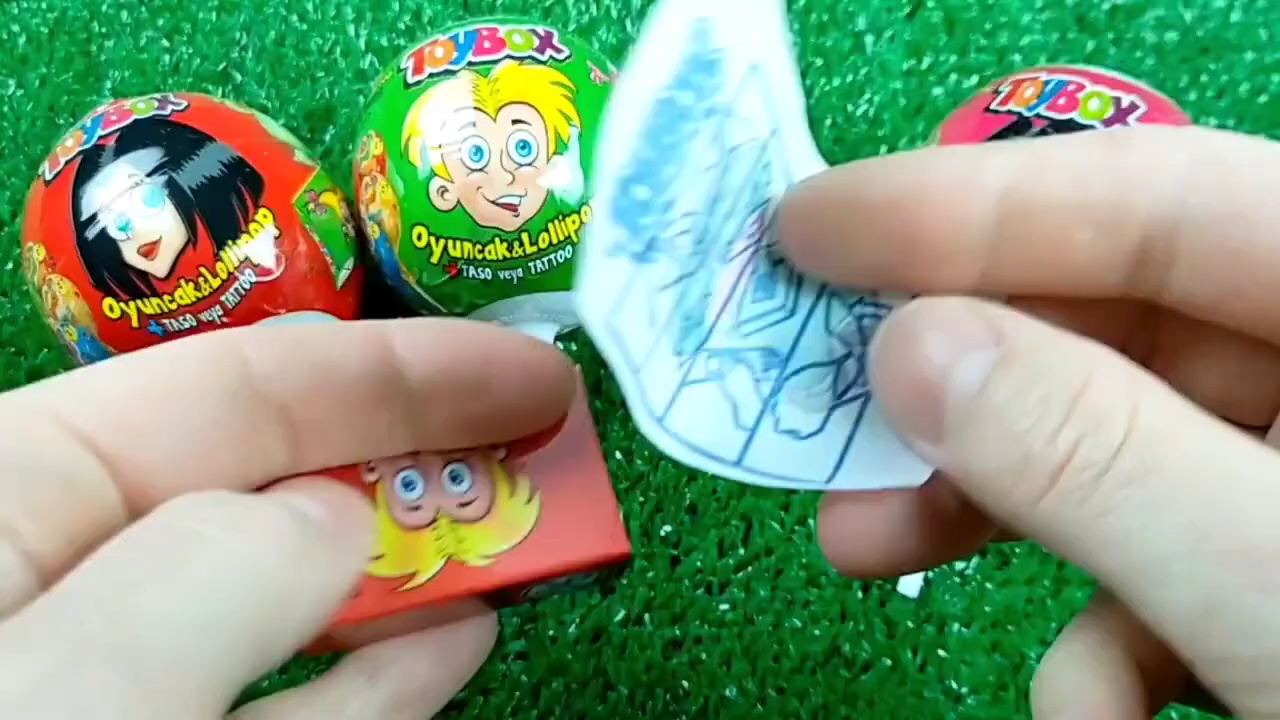 TOYBOX
Oyuncak&Lollipop
+ TASO veya TATTOO
TOYBOX
Oyuncak&Lollipo
+ TASO veya TATTOO
TOYBOX